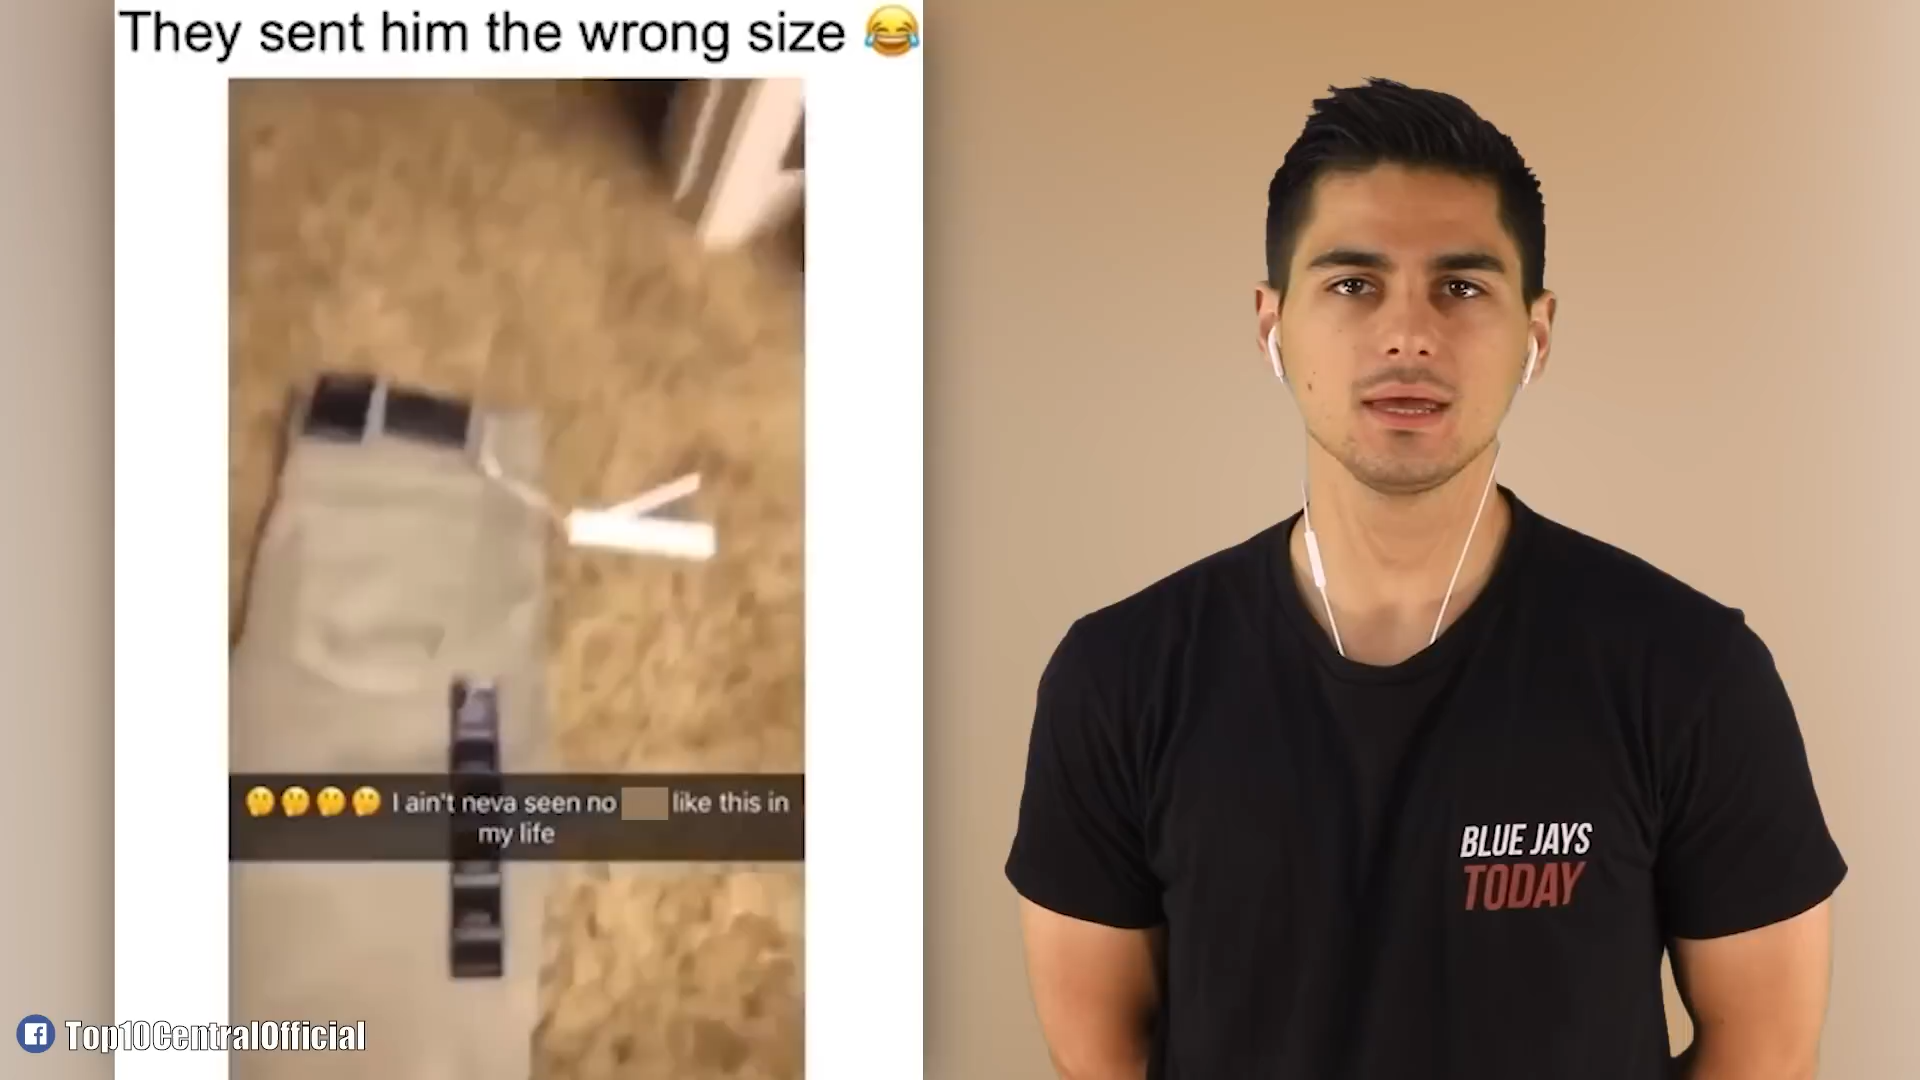 They sent him the wrong size 😂
🤔🤔🤔🤔 I ain't neva seen no like this in
my life
BLUE JAYS
TODAY
Top10CentralOfficial